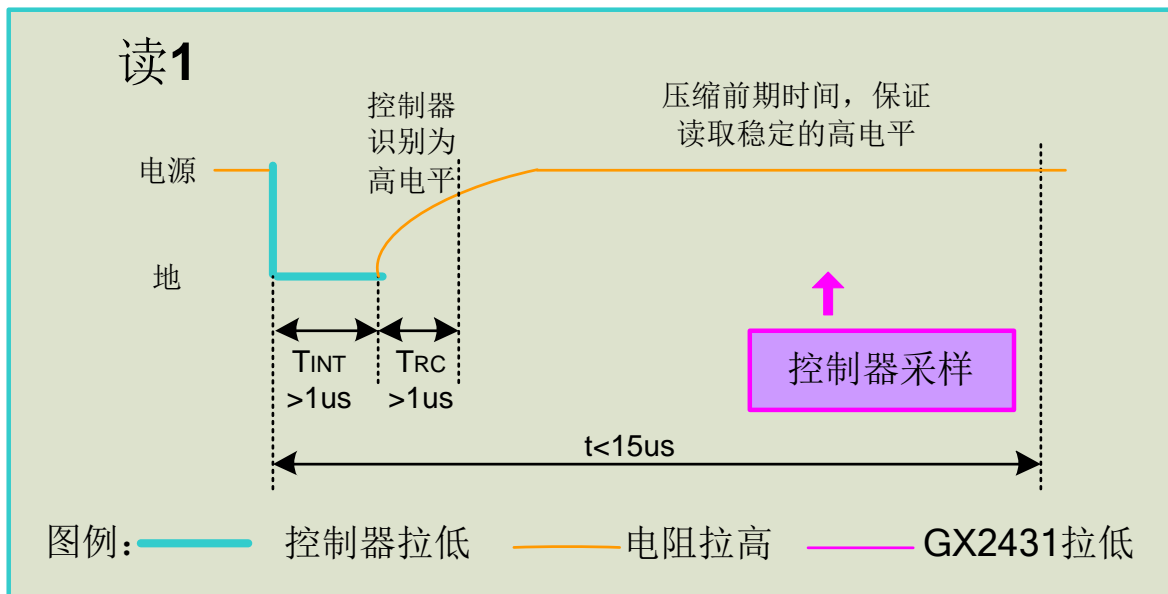 读1
控制器
识别为
高电平
压缩前期时间，保证
读取稳定的高电平
电源
地
TINT
>1us
TRC
>1us
控制器采样
t<15us
图例： 控制器拉低 电阻拉高 GX2431拉低